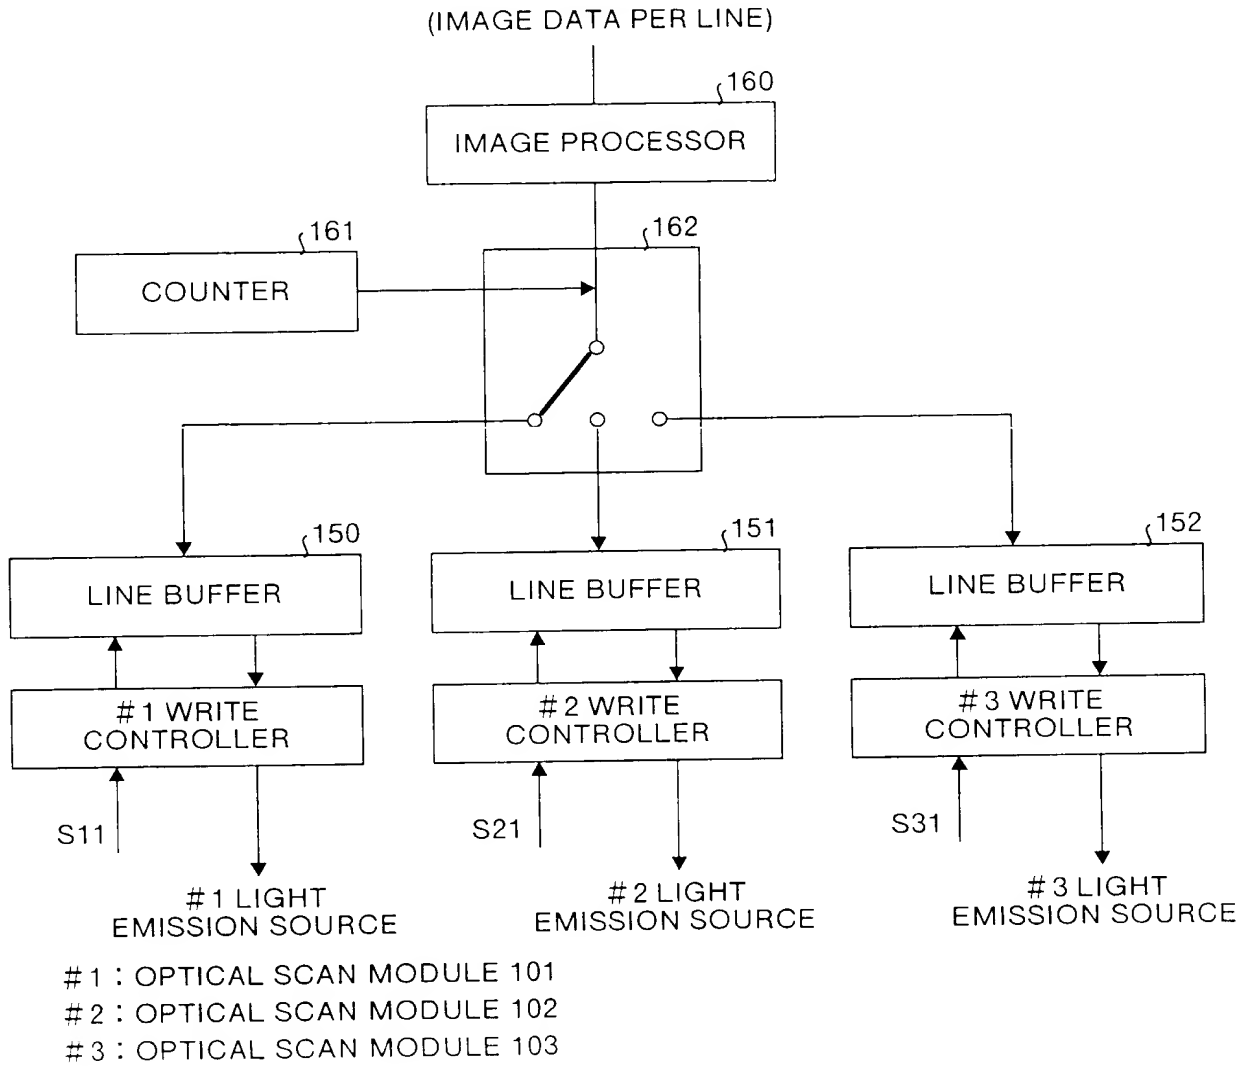 (IMAGE DATA PER LINE)
160
IMAGE PROCESSOR
161
162
COUNTER
150
151
152
LINE BUFFER
LINE BUFFER
LINE BUFFER
#1 WRITE
CONTROLLER
#2 WRITE
CONTROLLER
#3 WRITE
CONTROLLER
S11
S21
S31
#1 LIGHT
EMISSION SOURCE
#2 LIGHT
EMISSION SOURCE
#3 LIGHT
EMISSION SOURCE
#1 : OPTICAL SCAN MODULE 101
#2 : OPTICAL SCAN MODULE 102
#3 : OPTICAL SCAN MODULE 103